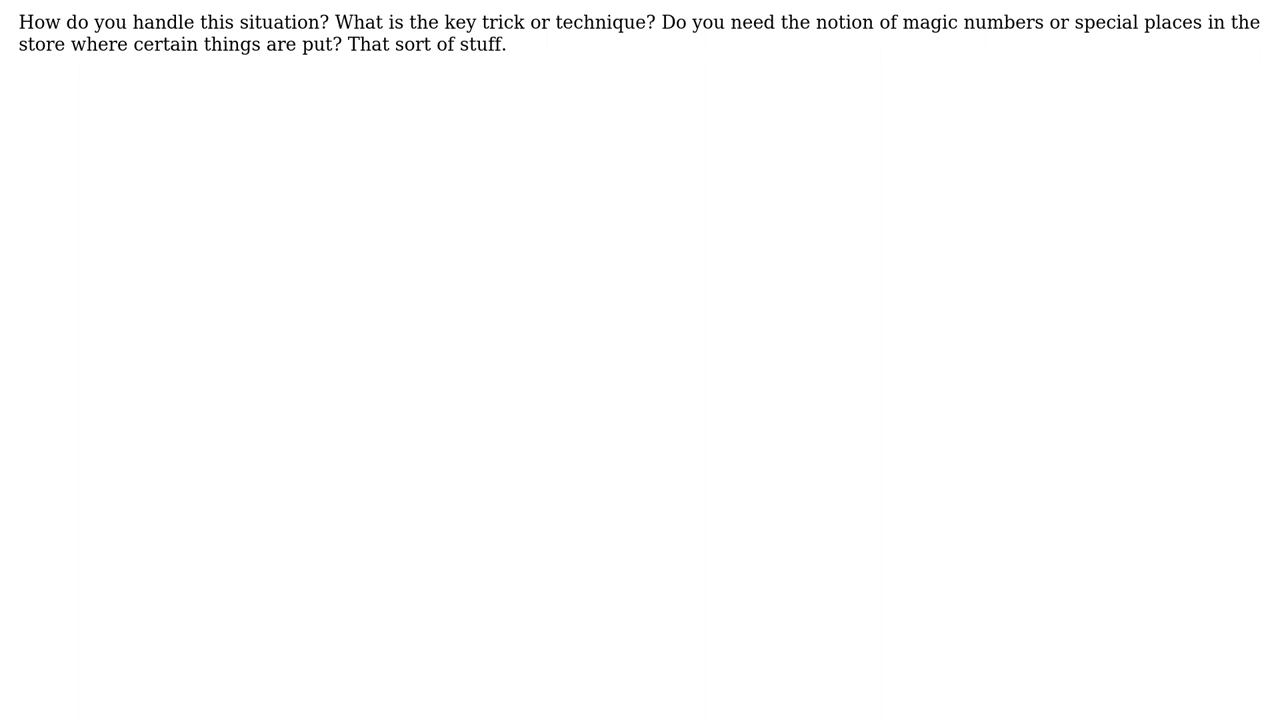 How do you handle this situation? What is the key trick or technique? Do you need the notion of magic numbers or special places in the
store where certain things are put? That sort of stuff.